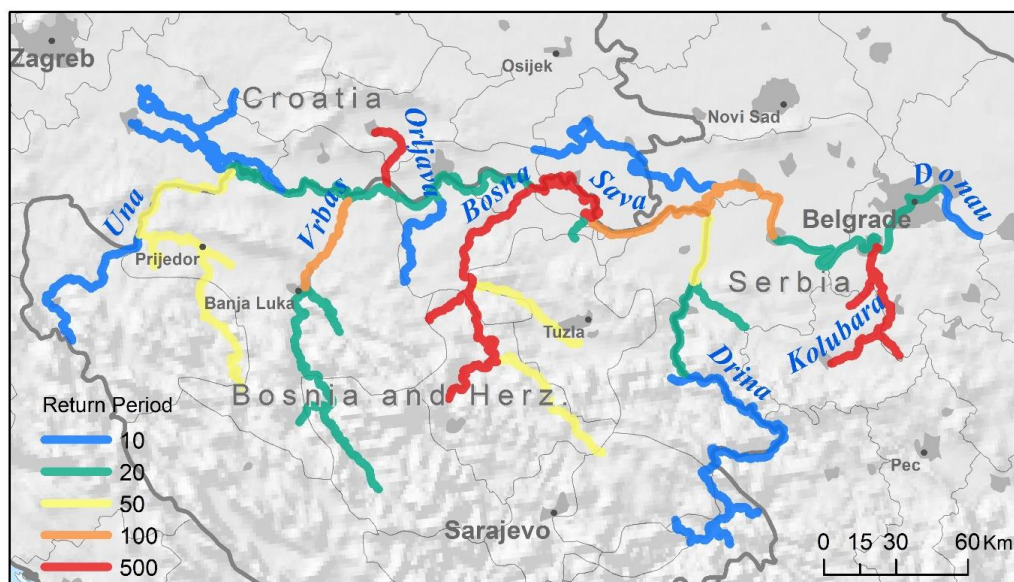 Zagreb
Osijek
Croatia
Novi Sad
Orljava
Bosna
Sava
Donau
Una
Vrbas
Belgrade
Prijedor
Banja Luka
Serbia
Tuzla
Kolubara
Drina
Bosnia and Herz.
Return Period
10
20
50
100
500
Pec
Sarajevo
0 15 30 60 Km